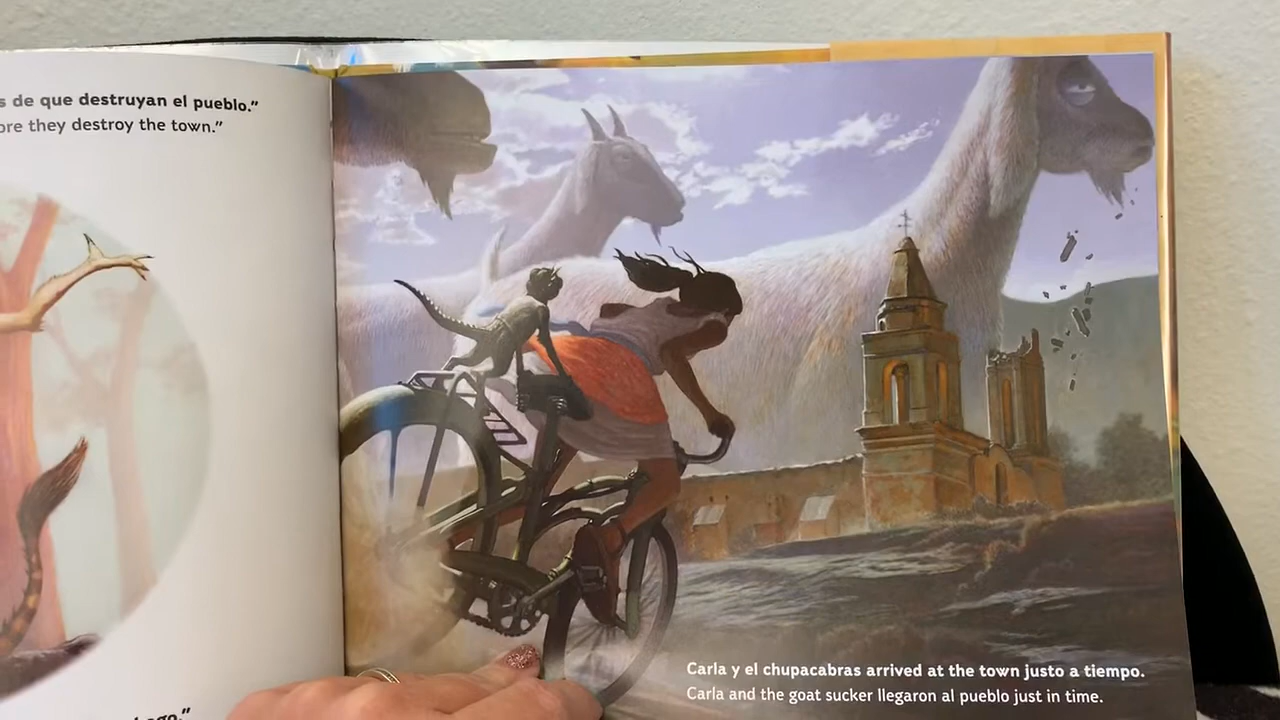 s de que destruyan el pueblo."
ore they destroy the town."
Carla y el chupacabras arrived at the town justo a tiempo.
Carla and the goat sucker llegaron al pueblo just in time.